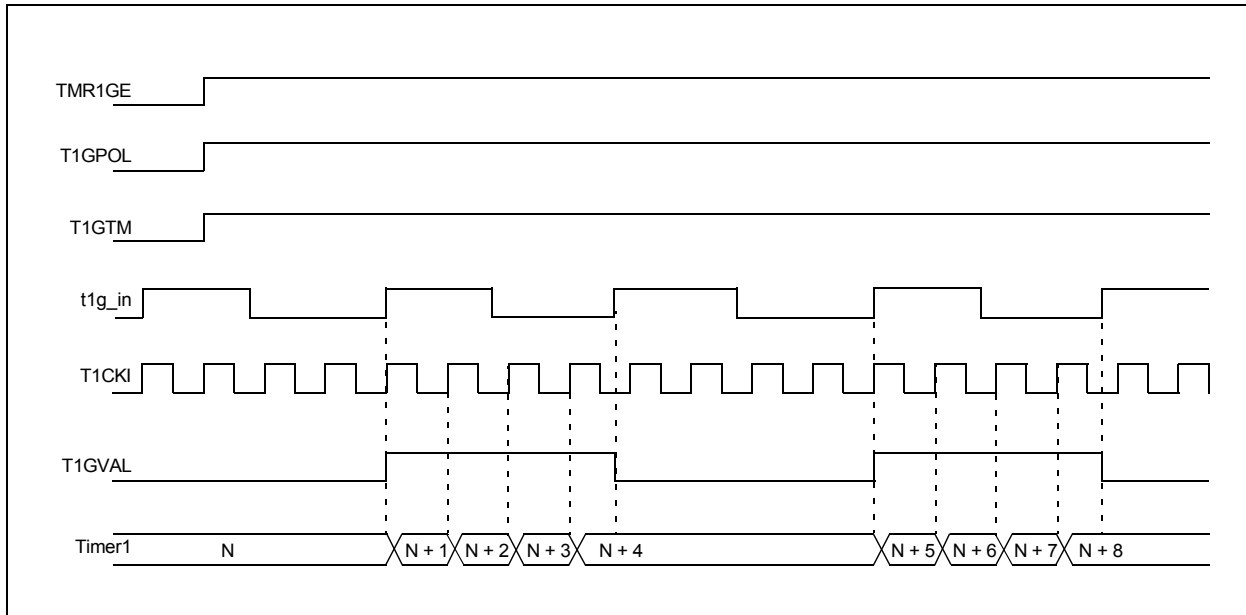 TMR1GE
T1GPOL
T1GTM
t1g_in
T1CKI
T1GVAL
Timer1 N N + 1 N + 2 N + 3 N + 4 N + 5 N + 6 N + 7 N + 8